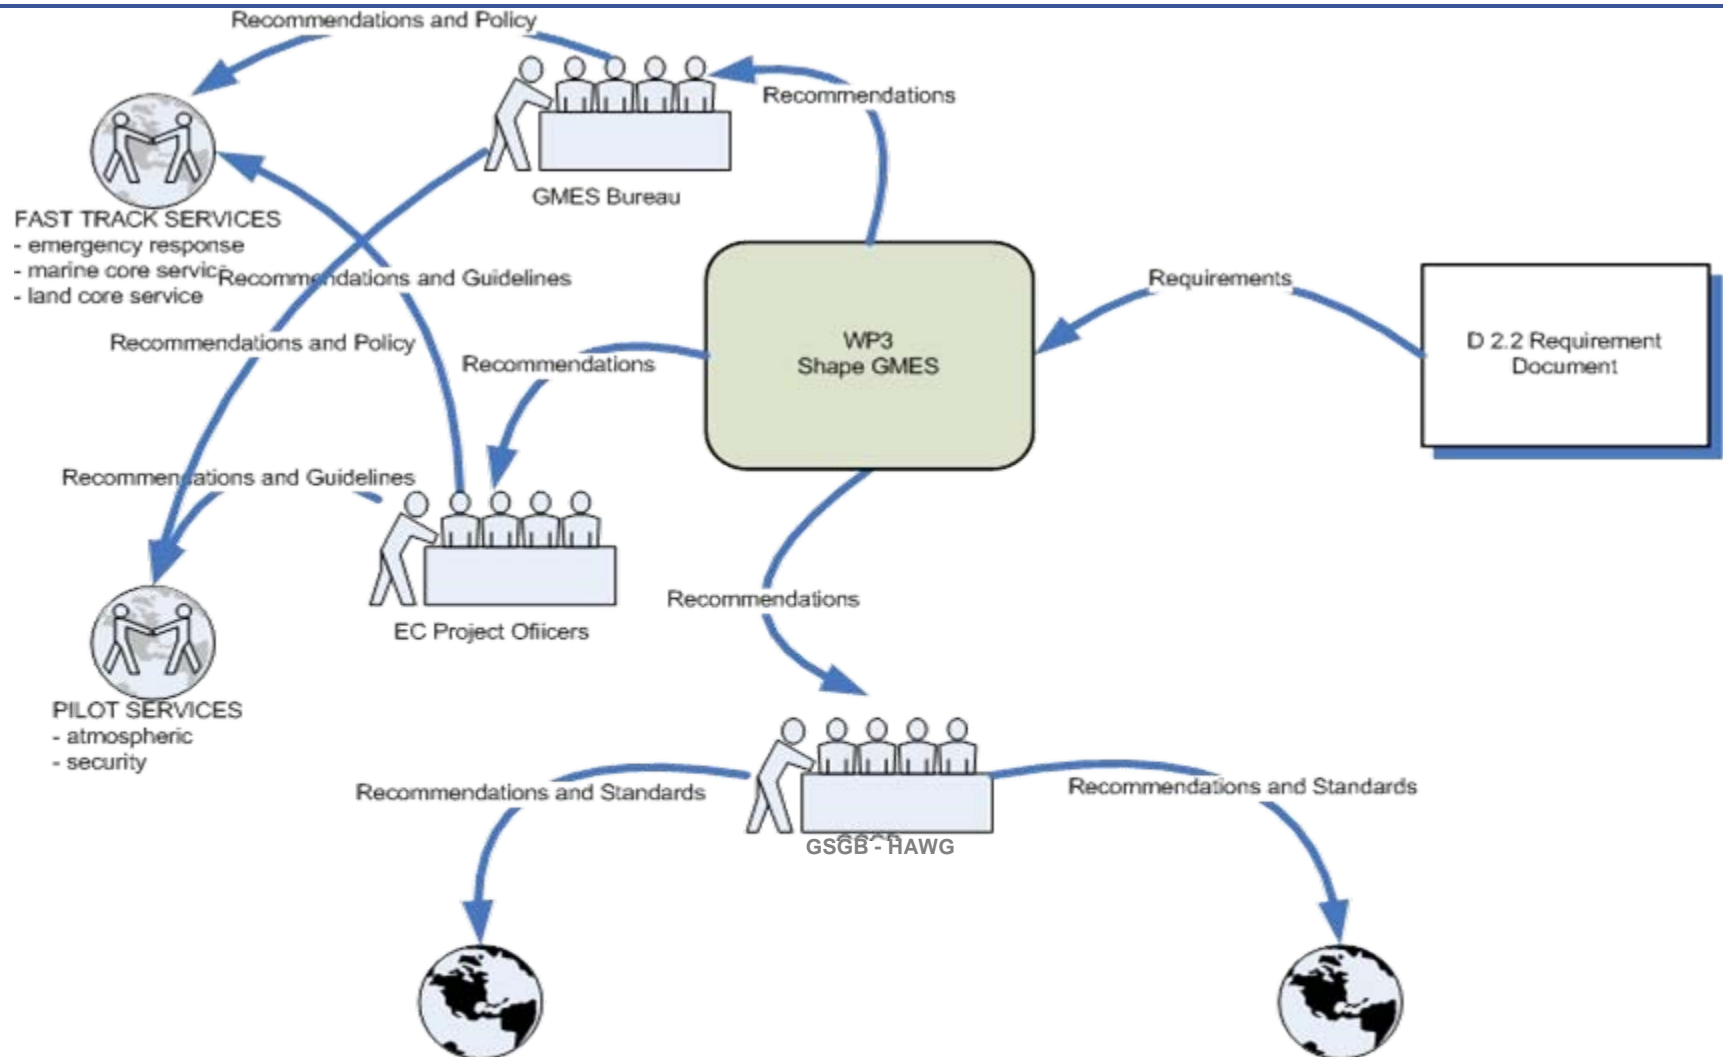 Recommendations and Policy
Recommendations
GMES Bureau
FAST TRACK SERVICES
- emergency response
- marine core service
- land core service
Recommendations and Guidelines
Requirements
WP3
Shape GMES
D 2.2 Requirement
Document
Recommendations and Policy
Recommendations
Recommendations and Guidelines
EC Project Ofiicers
Recommendations
PILOT SERVICES
- atmospheric
- security
Recommendations and Standards
Recommendations and Standards
GSGB - HAWG